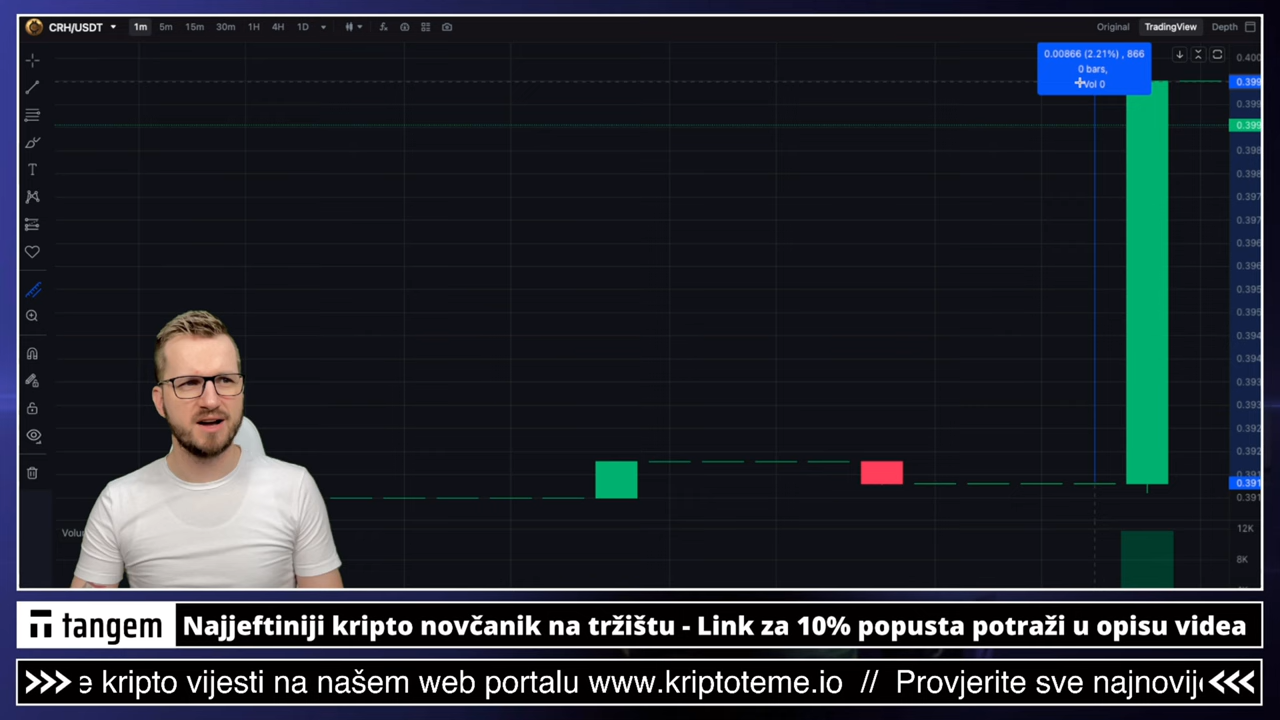 CRH/USDT 1m 5m 15m 30m 1H 4H 1D Original TradingView Depth
0.00866 (2.21%) , 866
0 bars,
Vol 0
0.400
0.399
0.399
0.399
0.398
0.398
0.397
0.397
0.396
0.396
0.395
0.395
0.394
0.394
0.393
0.393
0.392
0.392
0.391
0.391
0.391
Volu
12K
8K
tangem Najjeftiniji kripto novčanik na tržištu - Link za 10% popusta potraži u opisu videa
e kripto vijesti na našem web portalu www.kriptoteme.io // Provjerite sve najnovije